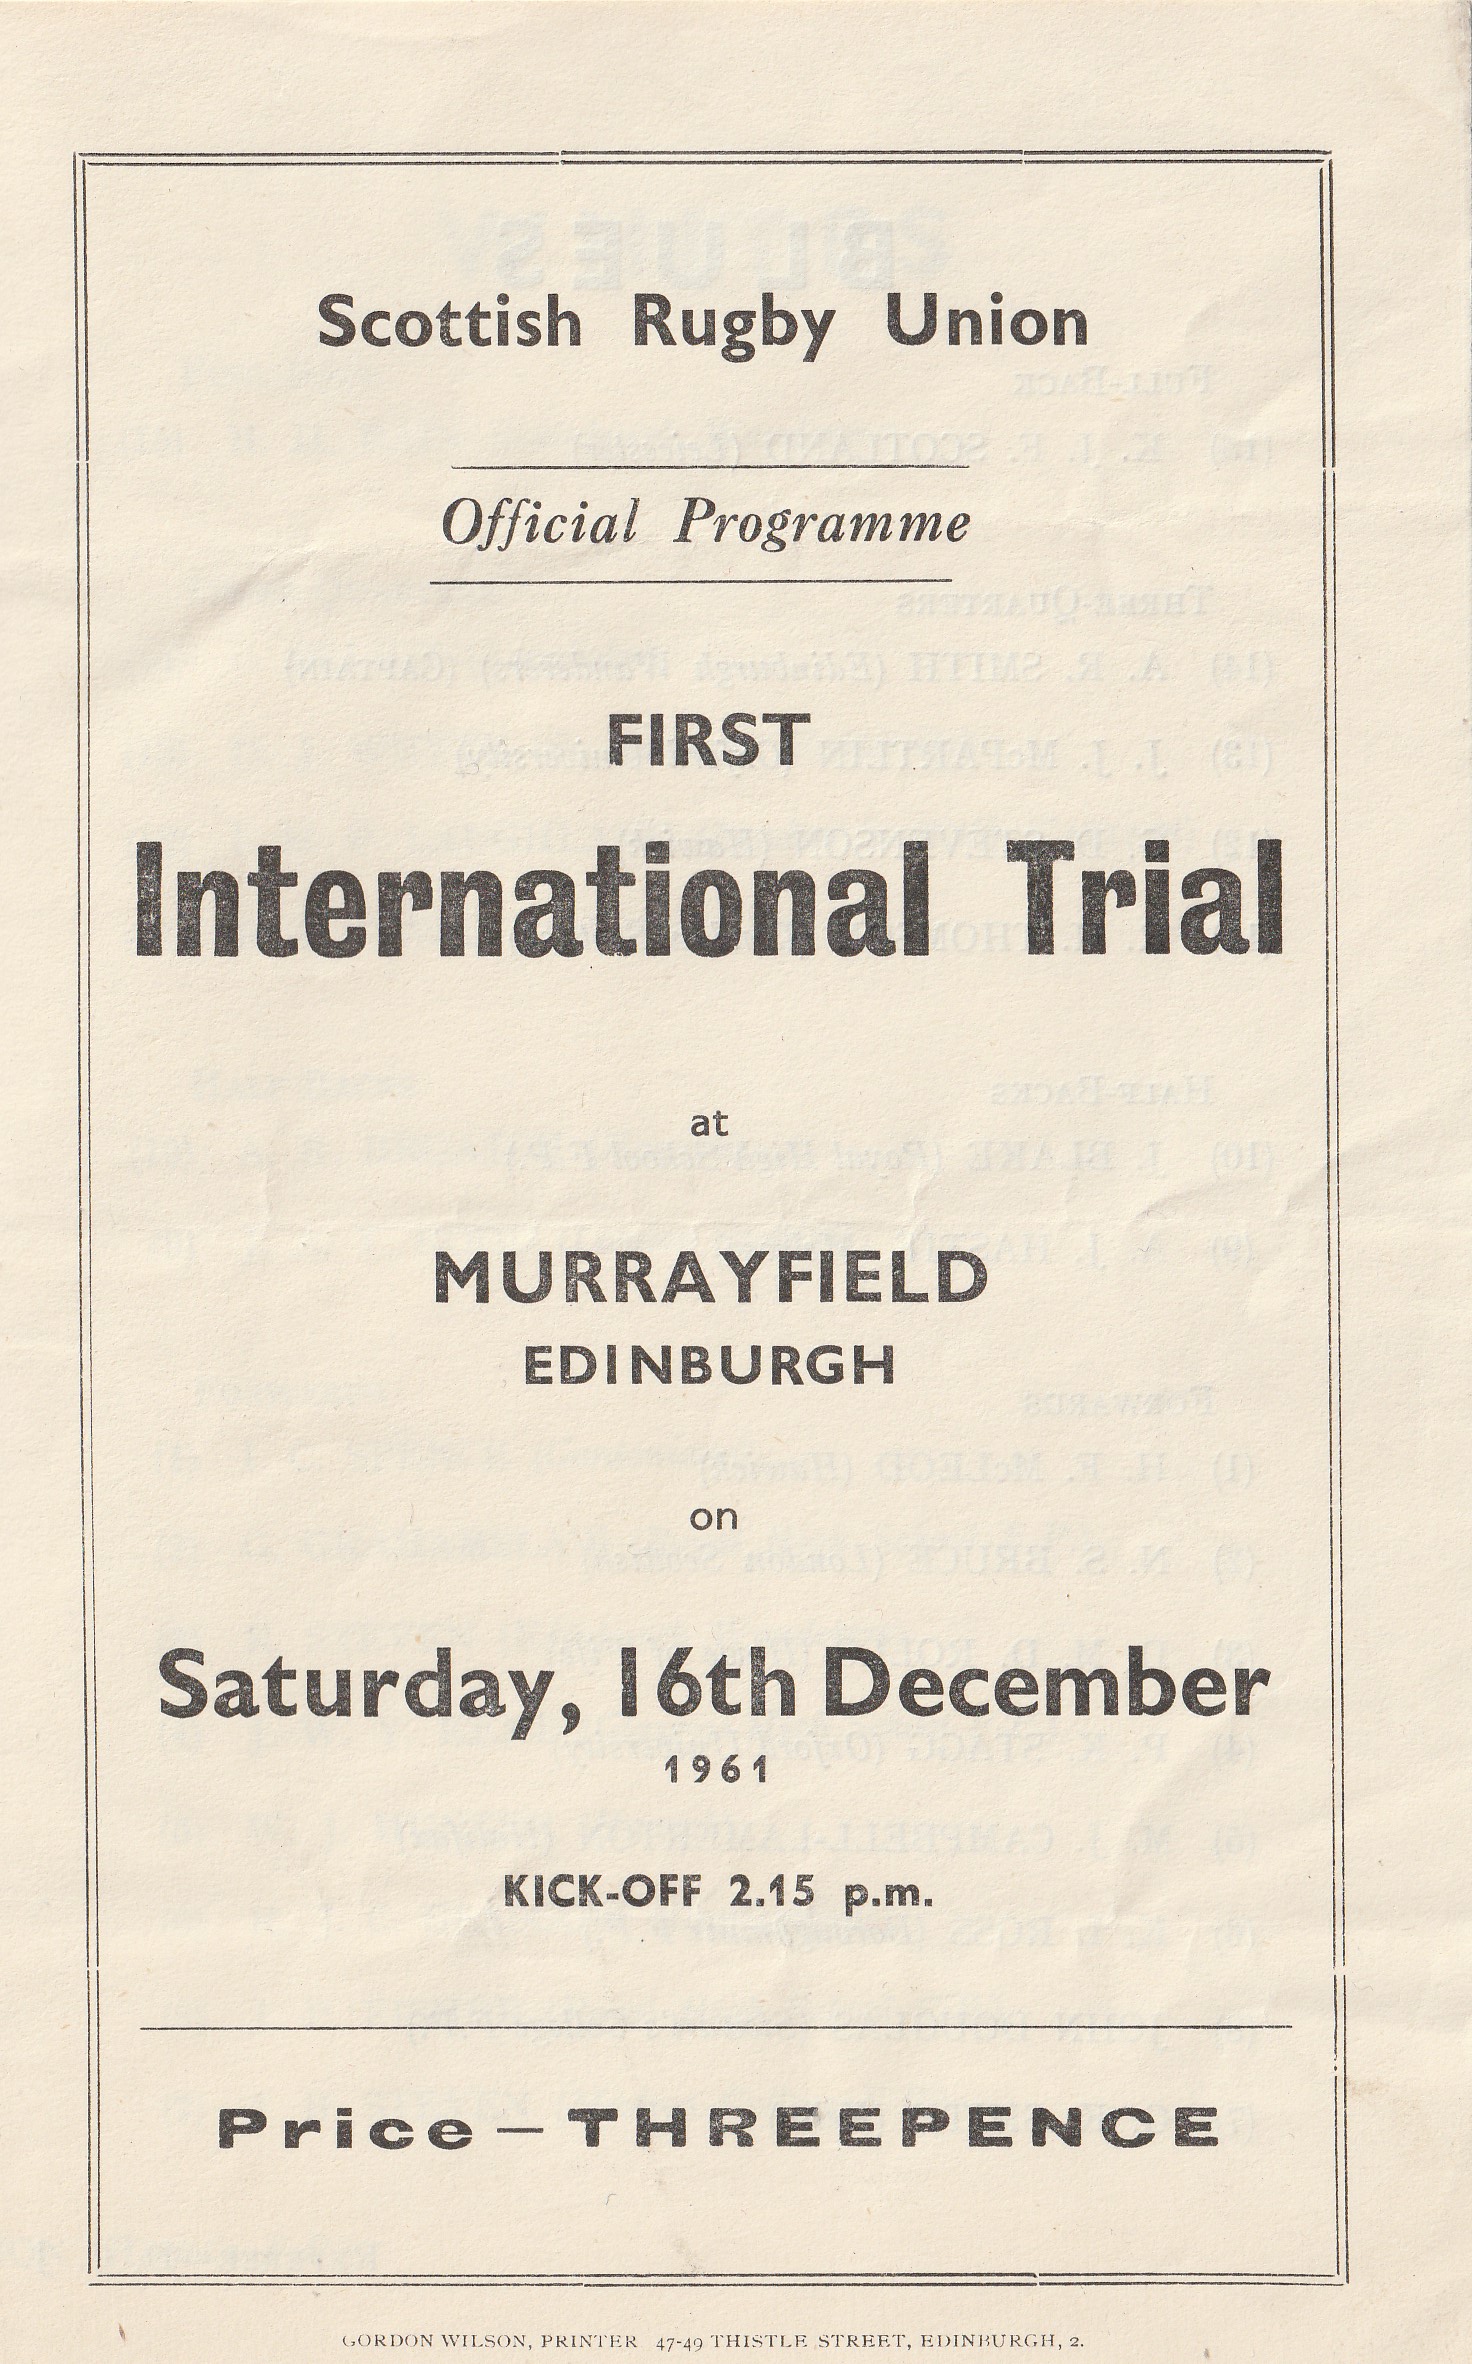 Scottish Rugby Union
Official Programme
FIRST
International Trial
at
MURRAYFIELD
EDINBURGH
on
Saturday, 16th December
1961
KICK-OFF 2.15 p.m.
Price — THREEPENCE
GORDON WILSON, PRINTER 47-49 THISTLE STREET, EDINBURGH, 2.